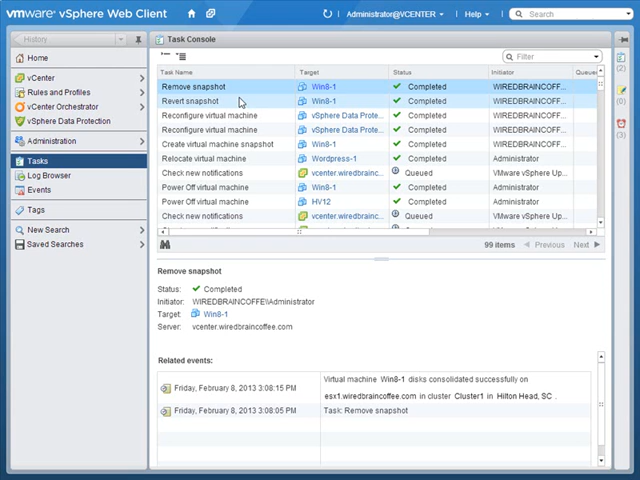 vmware® vSphere Web Client
Administrator@VCENTER
Help
Search
History
Home
vCenter
Rules and Profiles
vCenter Orchestrator
vSphere Data Protection
Administration
Tasks
Log Browser
Events
Tags
New Search
Saved Searches
Task Console
Filter
Task Name Target Status Initiator Queued
Remove snapshot Win8-1 Completed WIREDBRAINCOFF...
Revert snapshot Win8-1 Completed WIREDBRAINCOFF...
Reconfigure virtual machine vSphere Data Prote... Completed WIREDBRAINCOFF...
Reconfigure virtual machine vSphere Data Prote... Completed WIREDBRAINCOFF...
Create virtual machine snapshot Win8-1 Completed WIREDBRAINCOFF...
Relocate virtual machine Wordpress-1 Completed Administrator
Check new notifications vcenter.wiredbrainc... Queued VMware vSphere Up...
Power Off virtual machine Win8-1 Completed Administrator
Power Off virtual machine HV12 Completed Administrator
Check new notifications vcenter.wiredbrainc... Queued VMware vSphere Up...
99 items Previous Next
Remove snapshot
Status: Completed
Initiator: WIREDBRAINCOFFE\Administrator
Target: Win8-1
Server: vcenter.wiredbraincoffee.com
Related events:
Friday, February 8, 2013 3:08:15 PM Virtual machine Win8-1 disks consolidated successfully on
esx1.wiredbraincoffee.com in cluster Cluster1 in Hilton Head, SC .
Friday, February 8, 2013 3:08:05 PM Task: Remove snapshot
(2)
(0)
(3)